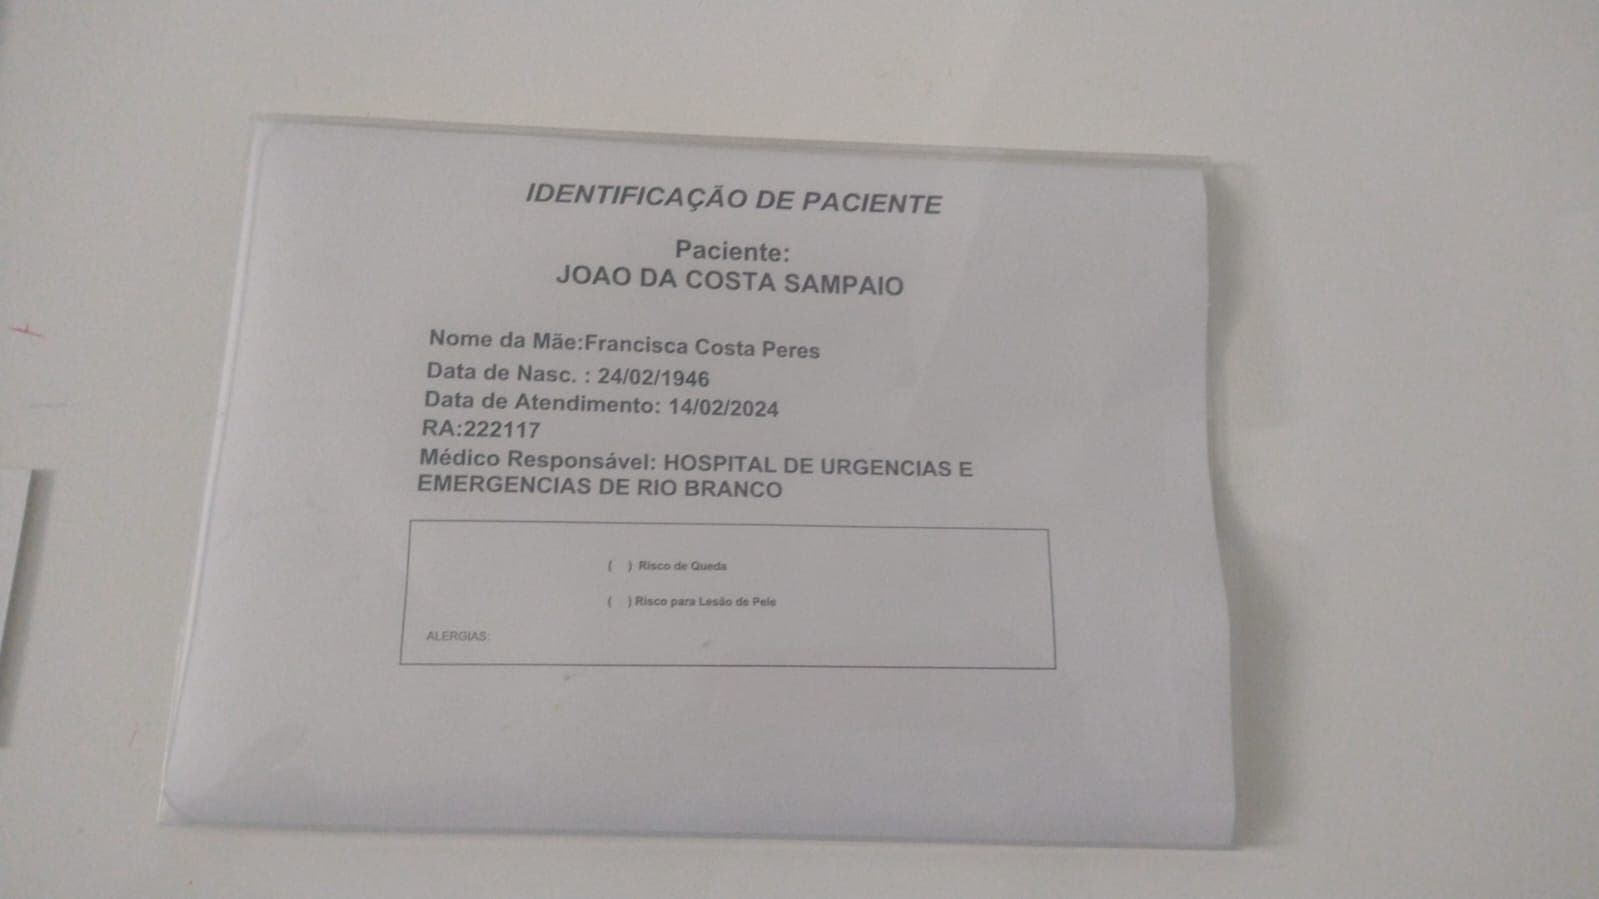 IDENTIFICAÇÃO DE PACIENTE
Paciente:
JOAO DA COSTA SAMPAIO
Nome da Mãe:Francisca Costa Peres
Data de Nasc. : 24/02/1946
Data de Atendimento: 14/02/2024
RA:222117
Médico Responsável: HOSPITAL DE URGENCIAS E
EMERGENCIAS DE RIO BRANCO
( ) Risco de Queda
( ) Risco para Lesão de Pele
ALERGIAS: